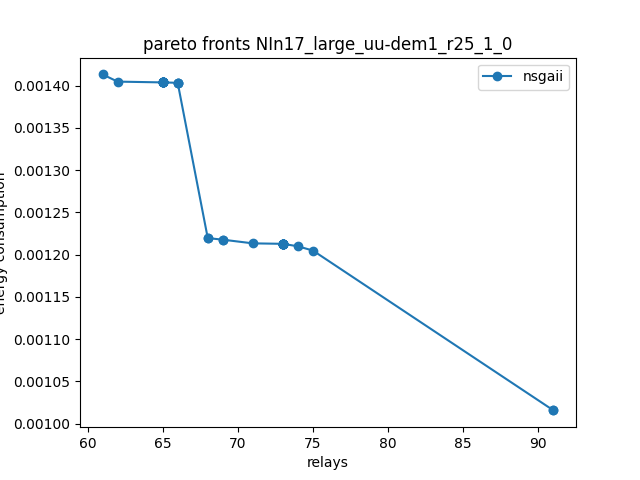 pareto fronts NIn17_large_uu-dem1_r25_1_0
nsgaii
0.00140
0.00135
0.00130
0.00125
0.00120
0.00115
0.00110
0.00105
0.00100
energy consumption
60 65 70 75 80 85 90
relays